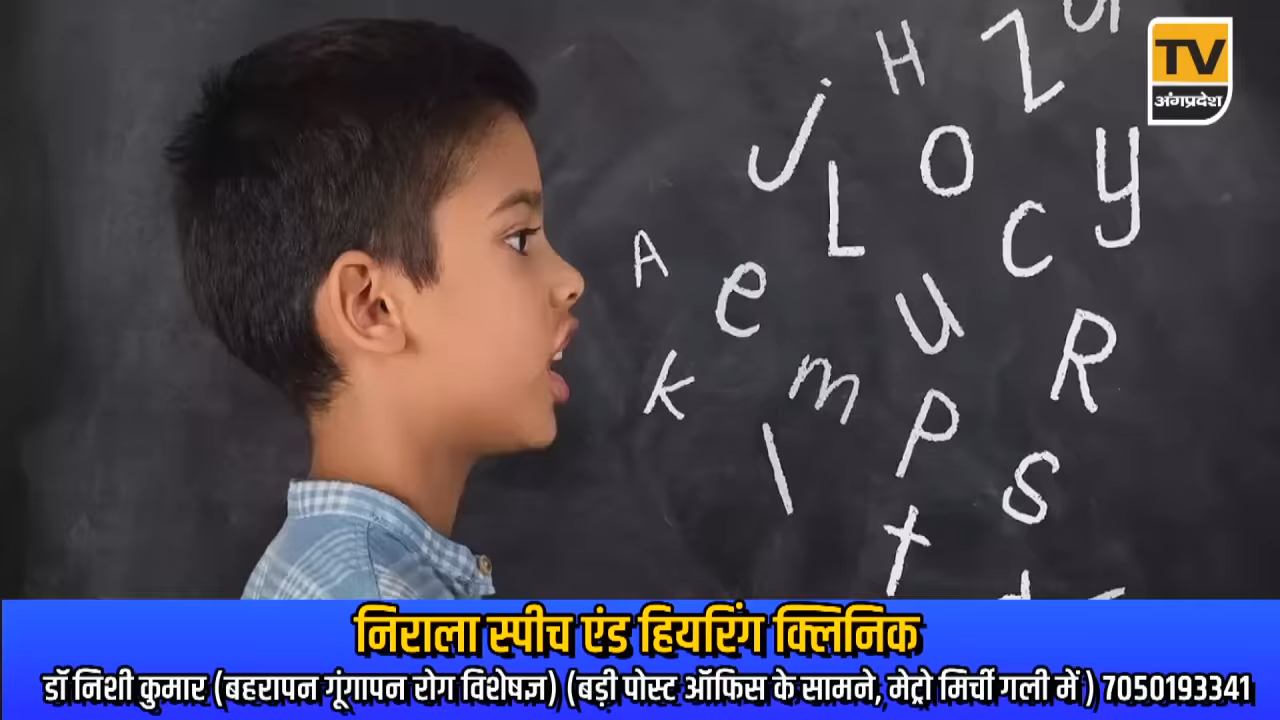 H
Z
TV
अंगप्रदेश
J
O
y
L
C
A
e
u
R
K
m
P
l
S
t
निराला स्पीच एंड हियरिंग क्लिनिक
डॉ निशी कुमार (बहरापन गूंगापन रोग विशेषज्ञ) (बड़ी पोस्ट ऑफिस के सामने, मेट्रो मिर्ची गली में ) 7050193341